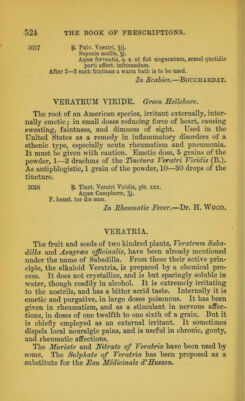 524 THE BOOK OF PRESCRIPTIONS.
3057 ℞ Pulv. Veratri, ʒij.
Saponis mollis, ℥j.
Aquæ ferventis, q. s. ut fiat unguentum, semel quotidie
parti affect. infricandum.
After 2—3 such frictions a warm bath is to be used.
In Scabies.—BOUCHARDAT.
VERATRUM VIRIDE. Green Hellebore.
The root of an American species, irritant externally, inter-
nally emetic; in small doses reducing force of heart, causing
sweating, faintness, and dimness of sight. Used in the
United States as a remedy in inflammatory disorders of a
sthenic type, especially acute rheumatism and pneumonia.
It must be given with caution. Emetic dose, 5 grains of the
powder, 1—2 drachms of the Tinctura Veratri Viridis (B.).
As antiphlogistic, 1 grain of the powder, 10—30 drops of the
tincture.
3058 ℞ Tinct. Veratri Viridis, gtt. xxx.
Aquæ Camphoræ, ℥j.
F. haust. ter die sum.
In Rheumatic Fever.—Dr. H. WOOD.
VERATRIA.
The fruit and seeds of two kindred plants, Veratrum Saba-
dilla and Asagræa officinalis, have been already mentioned
under the name of Sabadilla. From these their active prin-
ciple, the alkaloid Veratria, is prepared by a chemical pro-
cess. It does not crystallize, and is but sparingly soluble in
water, though readily in alcohol. It is extremely irritating
to the nostrils, and has a bitter acrid taste. Internally it is
emetic and purgative, in large doses poisonous. It has been
given in rheumatism, and as a stimulant in nervous affec-
tions, in doses of one twelfth to one sixth of a grain. But it
is chiefly employed as an external irritant. It sometimes
dispels local neuralgic pains, and is useful in chronic, gouty,
and rheumatic affections.
The Muriate and Nitrate of Veratria have been used by
some. The Sulphate of Veratria has been proposed as a
substitute for the Eau Médicinale d'Husson.